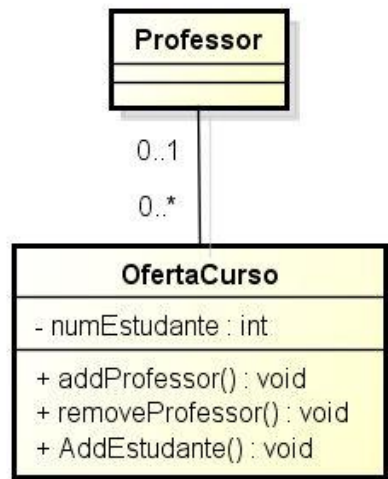 Professor
0..1
0..*
OfertaCurso
- numEstudante : int
+ addProfessor() : void
+ removeProfessor() : void
+ AddEstudante() : void